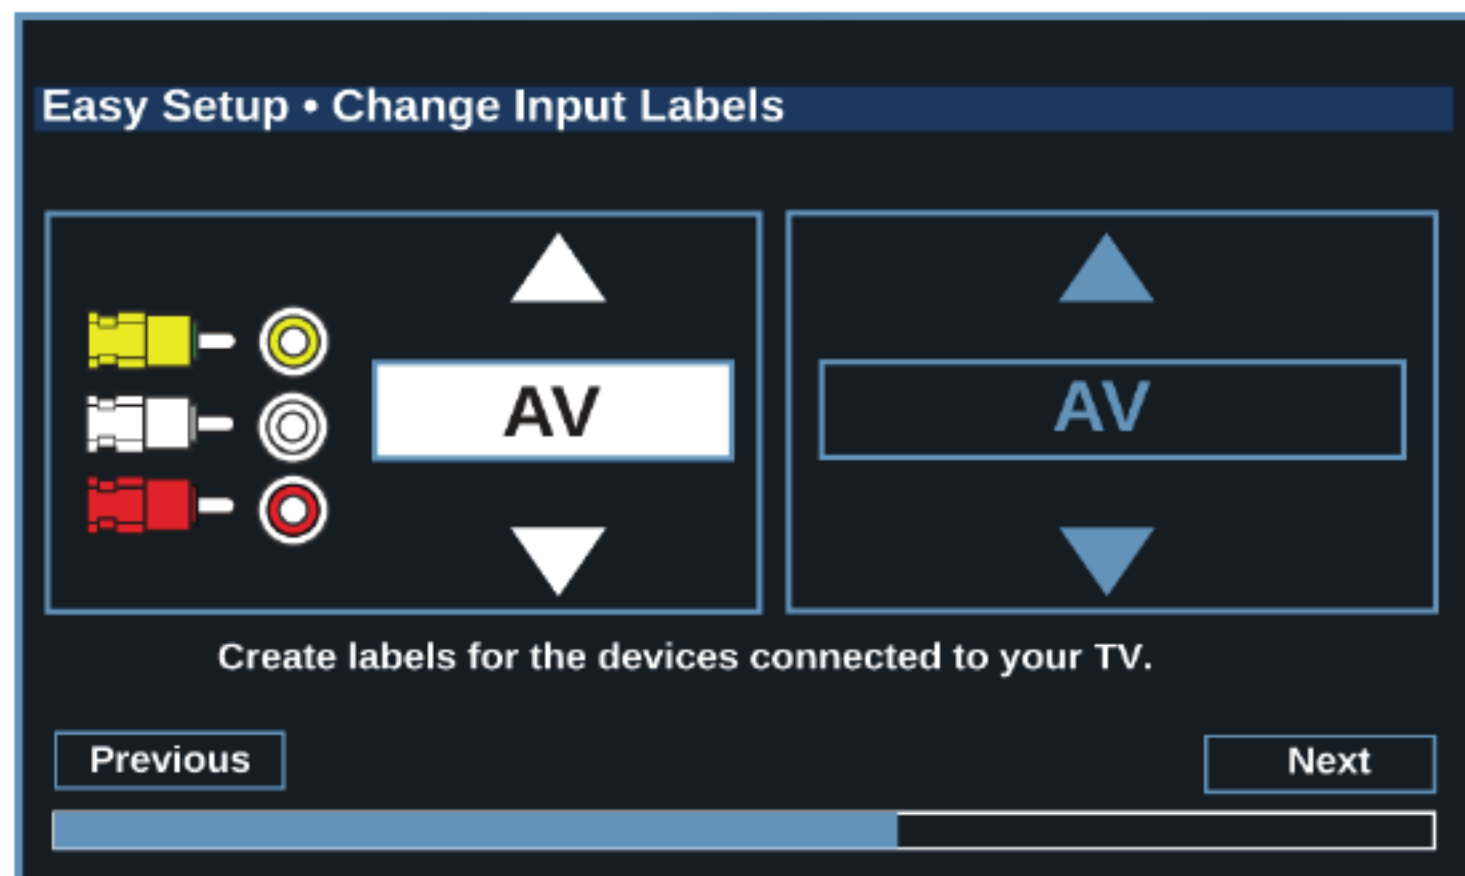 Easy Setup • Change Input Labels
AV
AV
Create labels for the devices connected to your TV.
Previous
Next